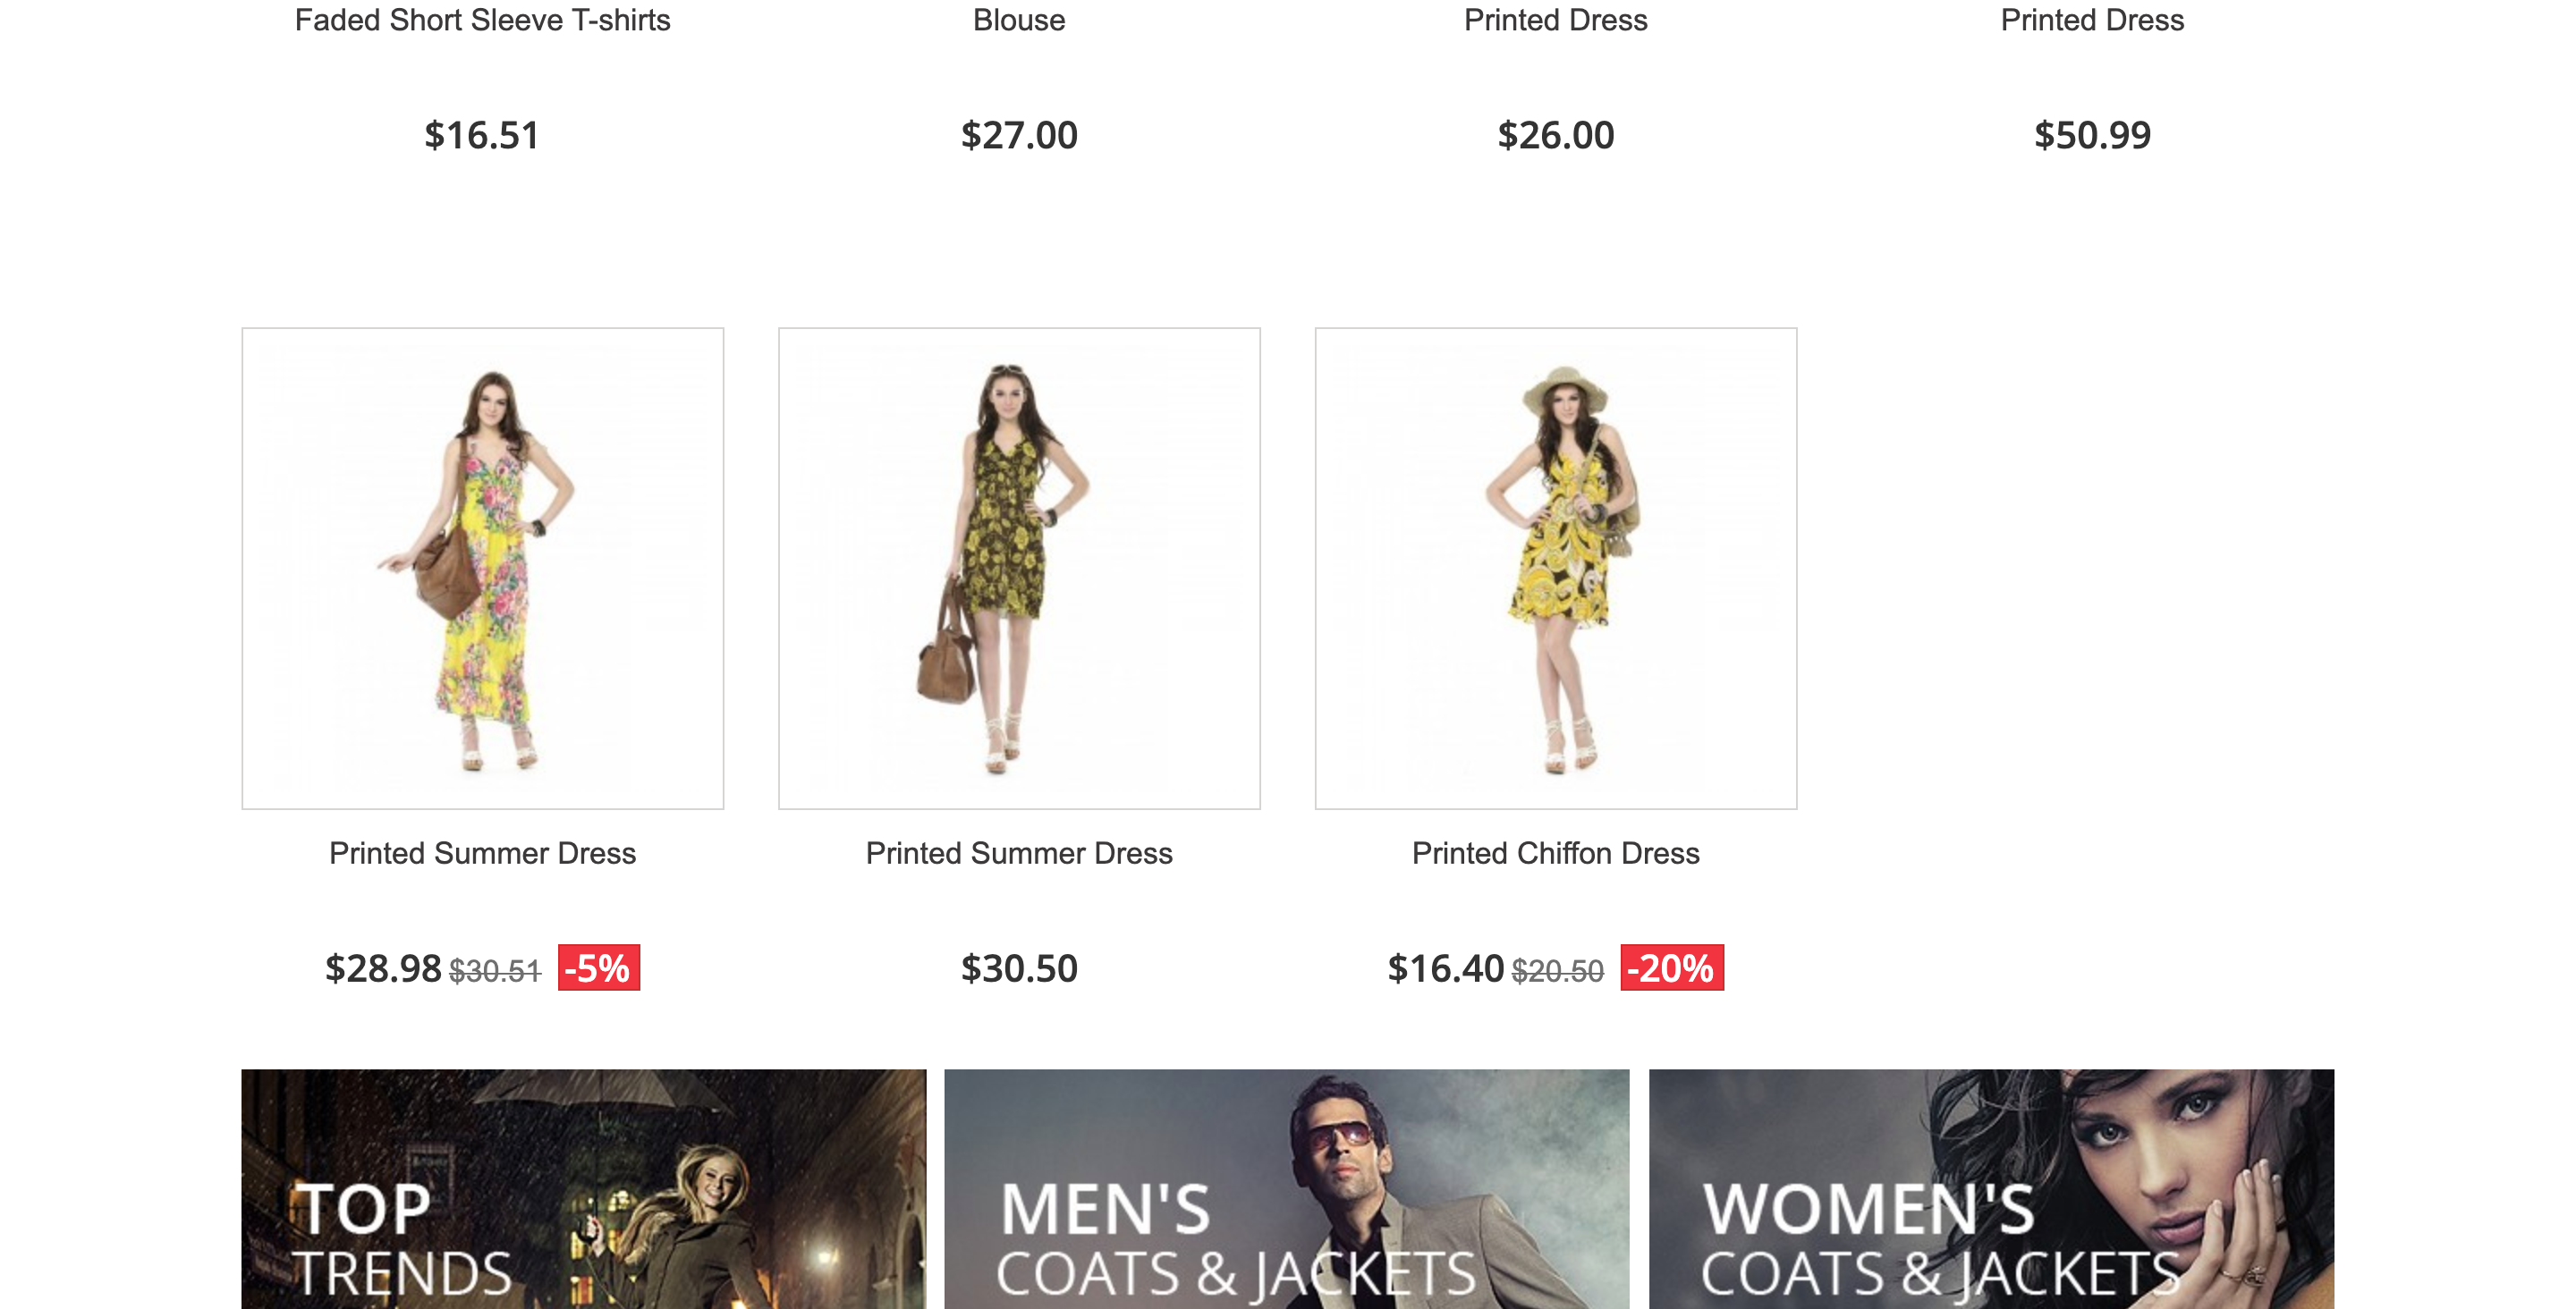 Faded Short Sleeve T-shirts
Blouse
Printed Dress
Printed Dress
$16.51
$27.00
$26.00
$50.99
Printed Summer Dress
Printed Summer Dress
Printed Chiffon Dress
$28.98 $30.51 -5%
$30.50
$16.40 $20.50 -20%
TOP
TRENDS
MEN'S
COATS & JACKETS
WOMEN'S
COATS & JACKETS